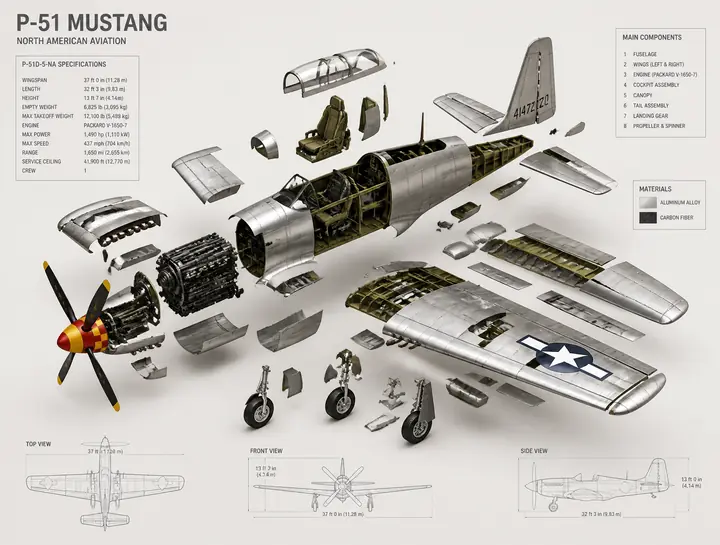 P-51 MUSTANG
NORTH AMERICAN AVIATION
P-51D-5-NA SPECIFICATIONS
WINGSPAN 37 ft 0 in (11,28 m)
LENGTH 32 ft 3 in (9,83 m)
HEIGHT 13 ft 7 in (4,14m)
EMPTY WEIGHT 6,825 lb (3,095 kg)
MAX TAKEOFF WEIGHT 12,100 lb (5,489 kg)
ENGINE PACKARD V-1650-7
MAX POWER 1,490 hp (1,110 kW)
MAX SPEED 437 mph (704 km/h)
RANGE 1,650 mi (2,655 km)
SERVICE CEILING 41,900 ft (12,770 m)
CREW 1
MAIN COMPONENTS
1 FUSELAGE
2 WINGS (LEFT & RIGHT)
3 ENGINE (PACKARD V-1650-7)
4 COCKPIT ASSEMBLY
5 CANOPY
6 TAIL ASSEMBLY
7 LANDING GEAR
8 PROPELLER & SPINNER
MATERIALS
ALUMINUM ALLOY
CARBON FIBER
TOP VIEW
FRONT VIEW
37 ft 0 in (11,28 m)
SIDE VIEW
13 ft 0 in
(4,14 m)
32 ft 3 in (9,83 m)